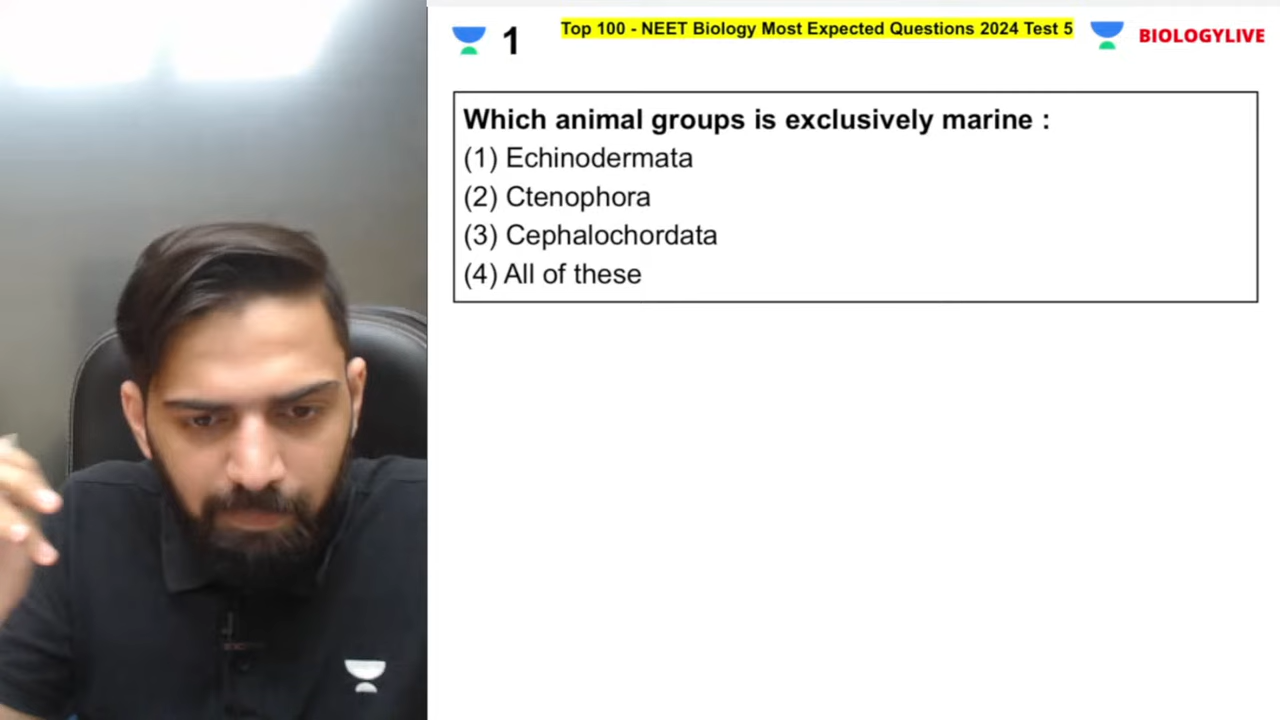 1
Top 100 - NEET Biology Most Expected Questions 2024 Test 5
BIOLOGYLIVE
Which animal groups is exclusively marine :
(1) Echinodermata
(2) Ctenophora
(3) Cephalochordata
(4) All of these